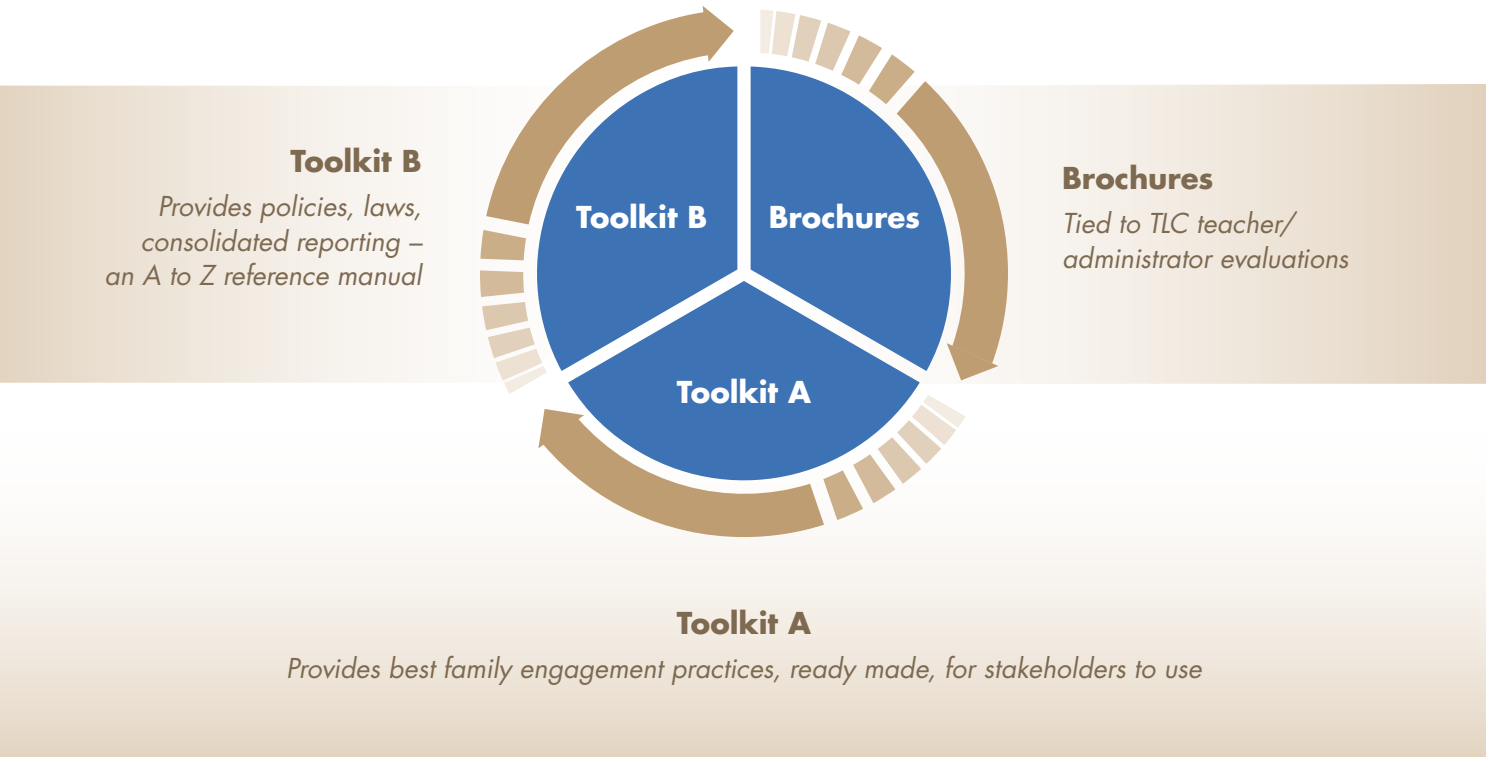 Toolkit B
Provides policies, laws,
consolidated reporting –
an A to Z reference manual
Toolkit B
Brochures
Toolkit A
Brochures
Tied to TLC teacher/
administrator evaluations
Toolkit A
Provides best family engagement practices, ready made, for stakeholders to use